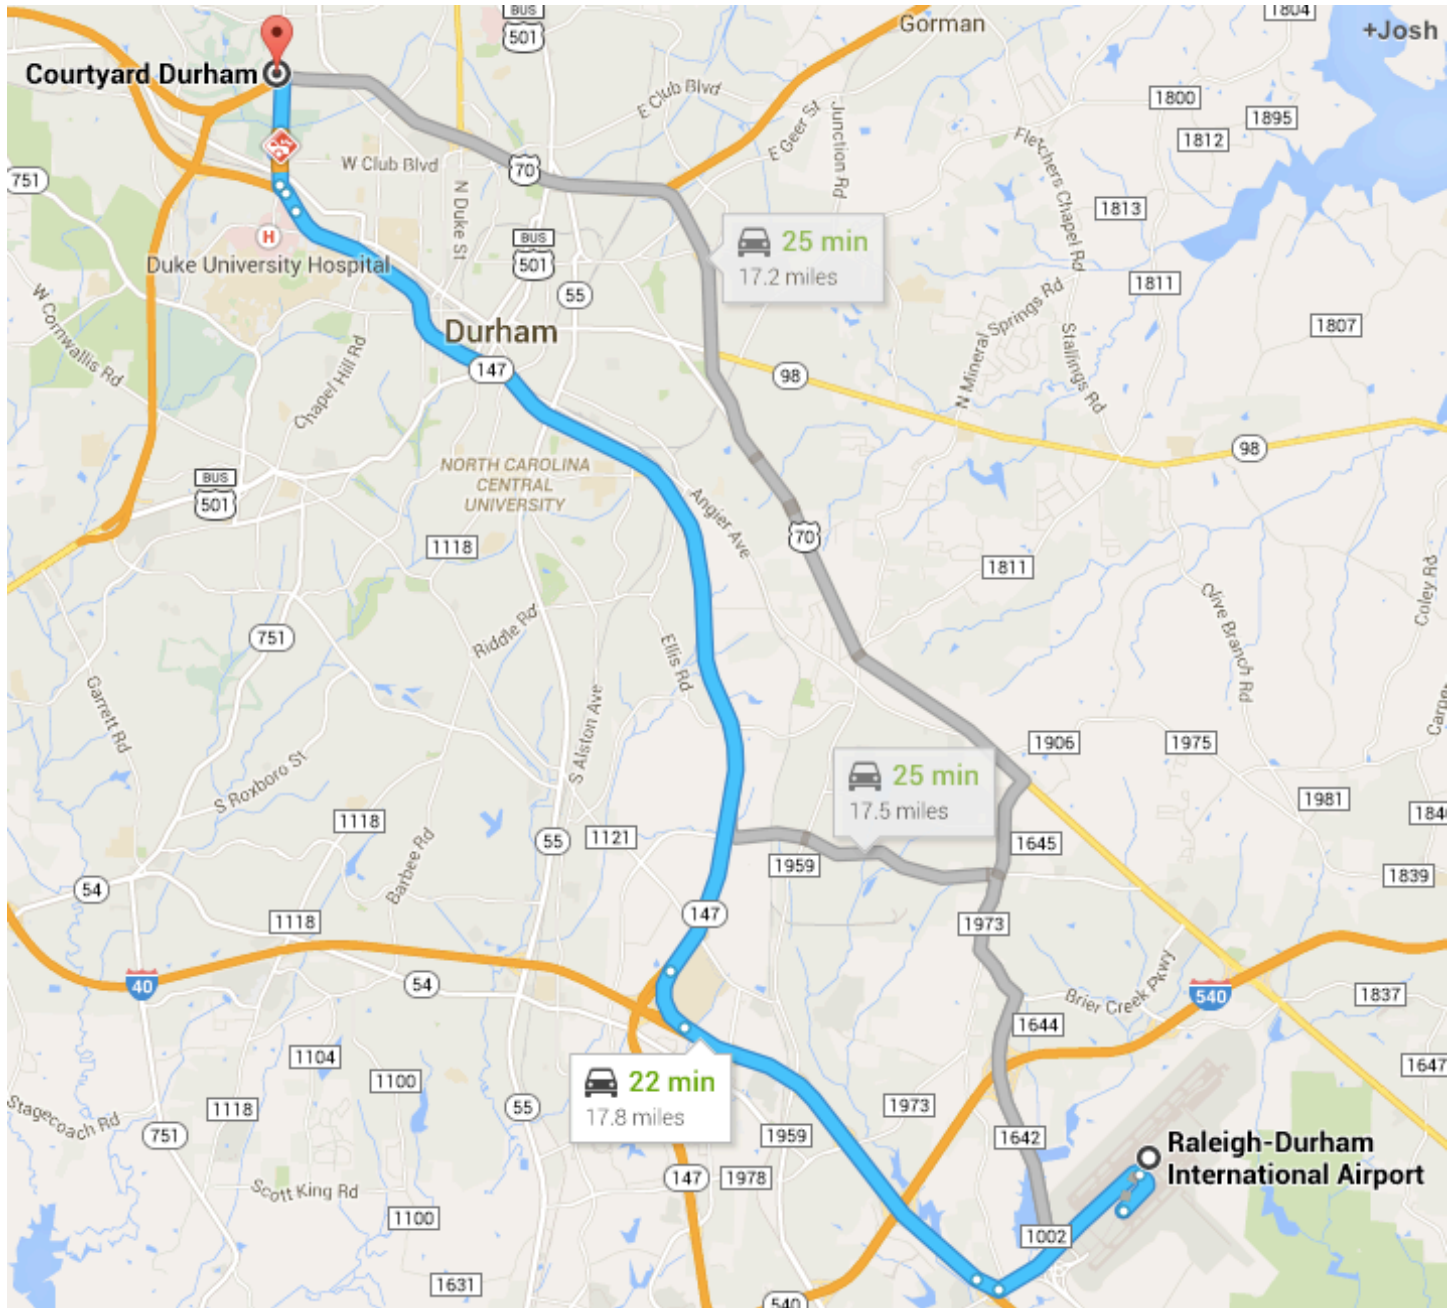 BUS
501
Gorman
1804
+Josh
Courtyard Durham
E Club Blvd
1800
1895
1812
E Geer St
Junction Rd
Fletchers Chapel Rd
W Club Blvd
70
751
N Duke St
1813
H
Duke University Hospital
BUS
501
25 min
17.2 miles
55
1811
W Cornwallis Rd
N Mineral Springs Rd
Stallings Rd
1807
Durham
Chapel Hill Rd
147
98
98
NORTH CAROLINA
CENTRAL
UNIVERSITY
BUS
501
Angier Ave
70
1118
1811
Olive Branch Rd
Coley Rd
751
Riddle Rd
Ellis Rd
Garrett Rd
S Alston Ave
1906
1975
S Roxboro St
25 min
17.5 miles
1981
1118
Barbee Rd
55
1121
1959
1645
54
1839
1118
147
1973
40
54
Brier Creek Pkwy
540
1837
1644
1104
1100
22 min
17.8 miles
1647
Stagecoach Rd
1118
55
1973
751
1959
1642
Raleigh-Durham
International Airport
Scott King Rd
147
1978
1100
1002
1631
540